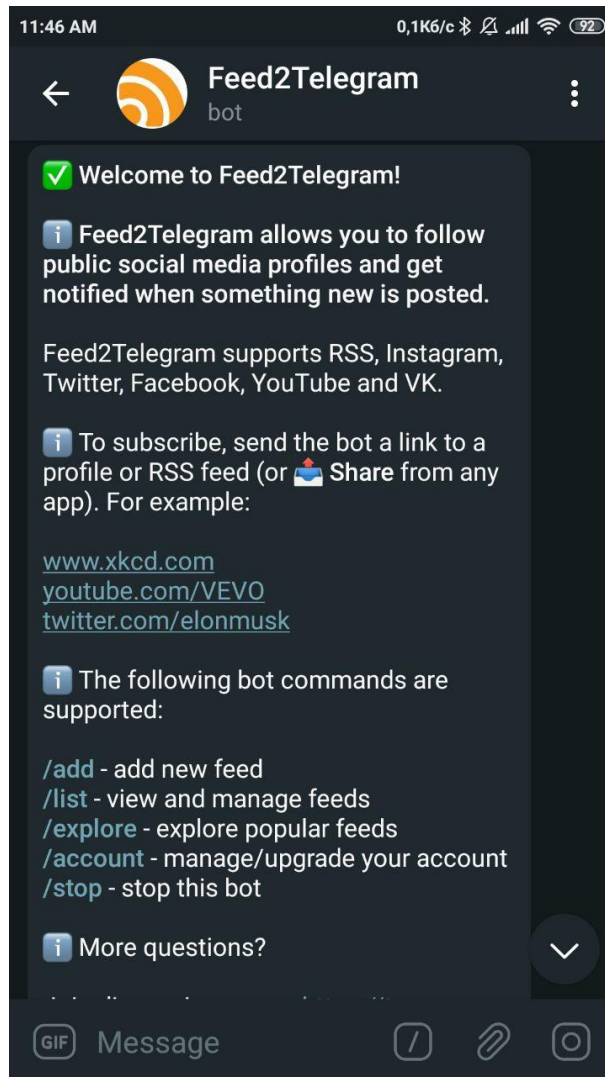 11:46 AM 0,1Кб/с 92
Feed2Telegram
bot
✅ Welcome to Feed2Telegram!
ℹ️ Feed2Telegram allows you to follow
public social media profiles and get
notified when something new is posted.
Feed2Telegram supports RSS, Instagram,
Twitter, Facebook, YouTube and VK.
ℹ️ To subscribe, send the bot a link to a
profile or RSS feed (or 📤 Share from any
app). For example:
www.xkcd.com
youtube.com/VEVO
twitter.com/elonmusk
ℹ️ The following bot commands are
supported:
/add - add new feed
/list - view and manage feeds
/explore - explore popular feeds
/account - manage/upgrade your account
/stop - stop this bot
ℹ️ More questions?
GIF Message